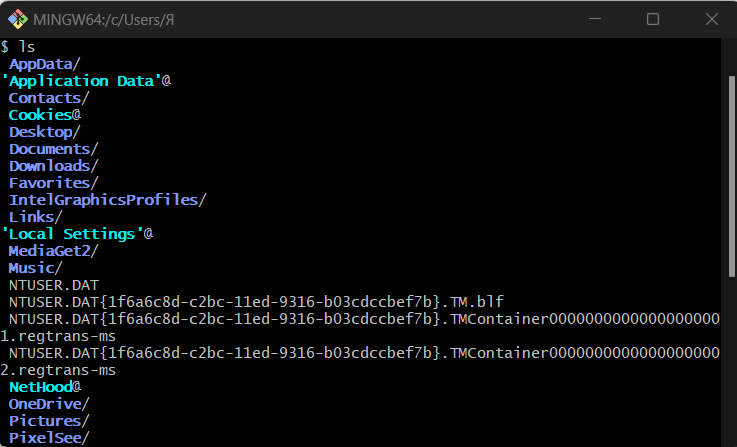 MINGW64:/c/Users/Я
$ ls
AppData/
'Application Data'@
Contacts/
Cookies@
Desktop/
Documents/
Downloads/
Favorites/
IntelGraphicsProfiles/
Links/
'Local Settings'@
MediaGet2/
Music/
NTUSER.DAT
NTUSER.DAT{1f6a6c8d-c2bc-11ed-9316-b03cdccbef7b}.TM.blf
NTUSER.DAT{1f6a6c8d-c2bc-11ed-9316-b03cdccbef7b}.TMContainer0000000000000000000
1.regtrans-ms
NTUSER.DAT{1f6a6c8d-c2bc-11ed-9316-b03cdccbef7b}.TMContainer0000000000000000000
2.regtrans-ms
NetHood@
OneDrive/
Pictures/
PixelSee/